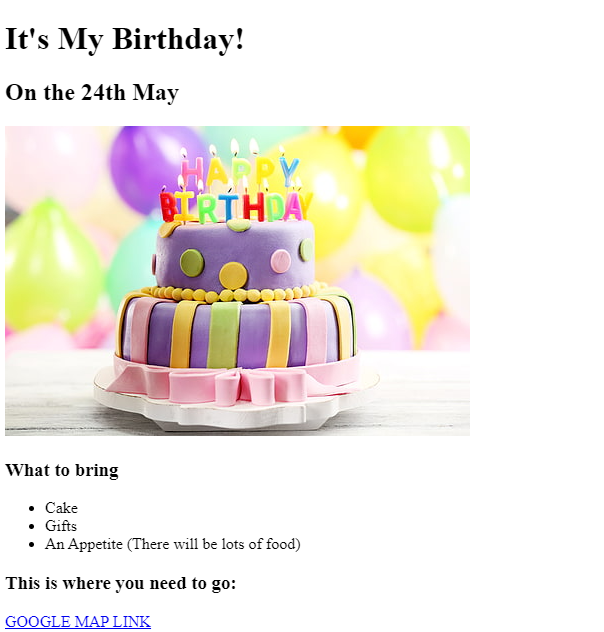 It's My Birthday!
On the 24th May
HAPPY
BIRTHDAY
What to bring
Cake
Gifts
An Appetite (There will be lots of food)
This is where you need to go:
GOOGLE MAP LINK